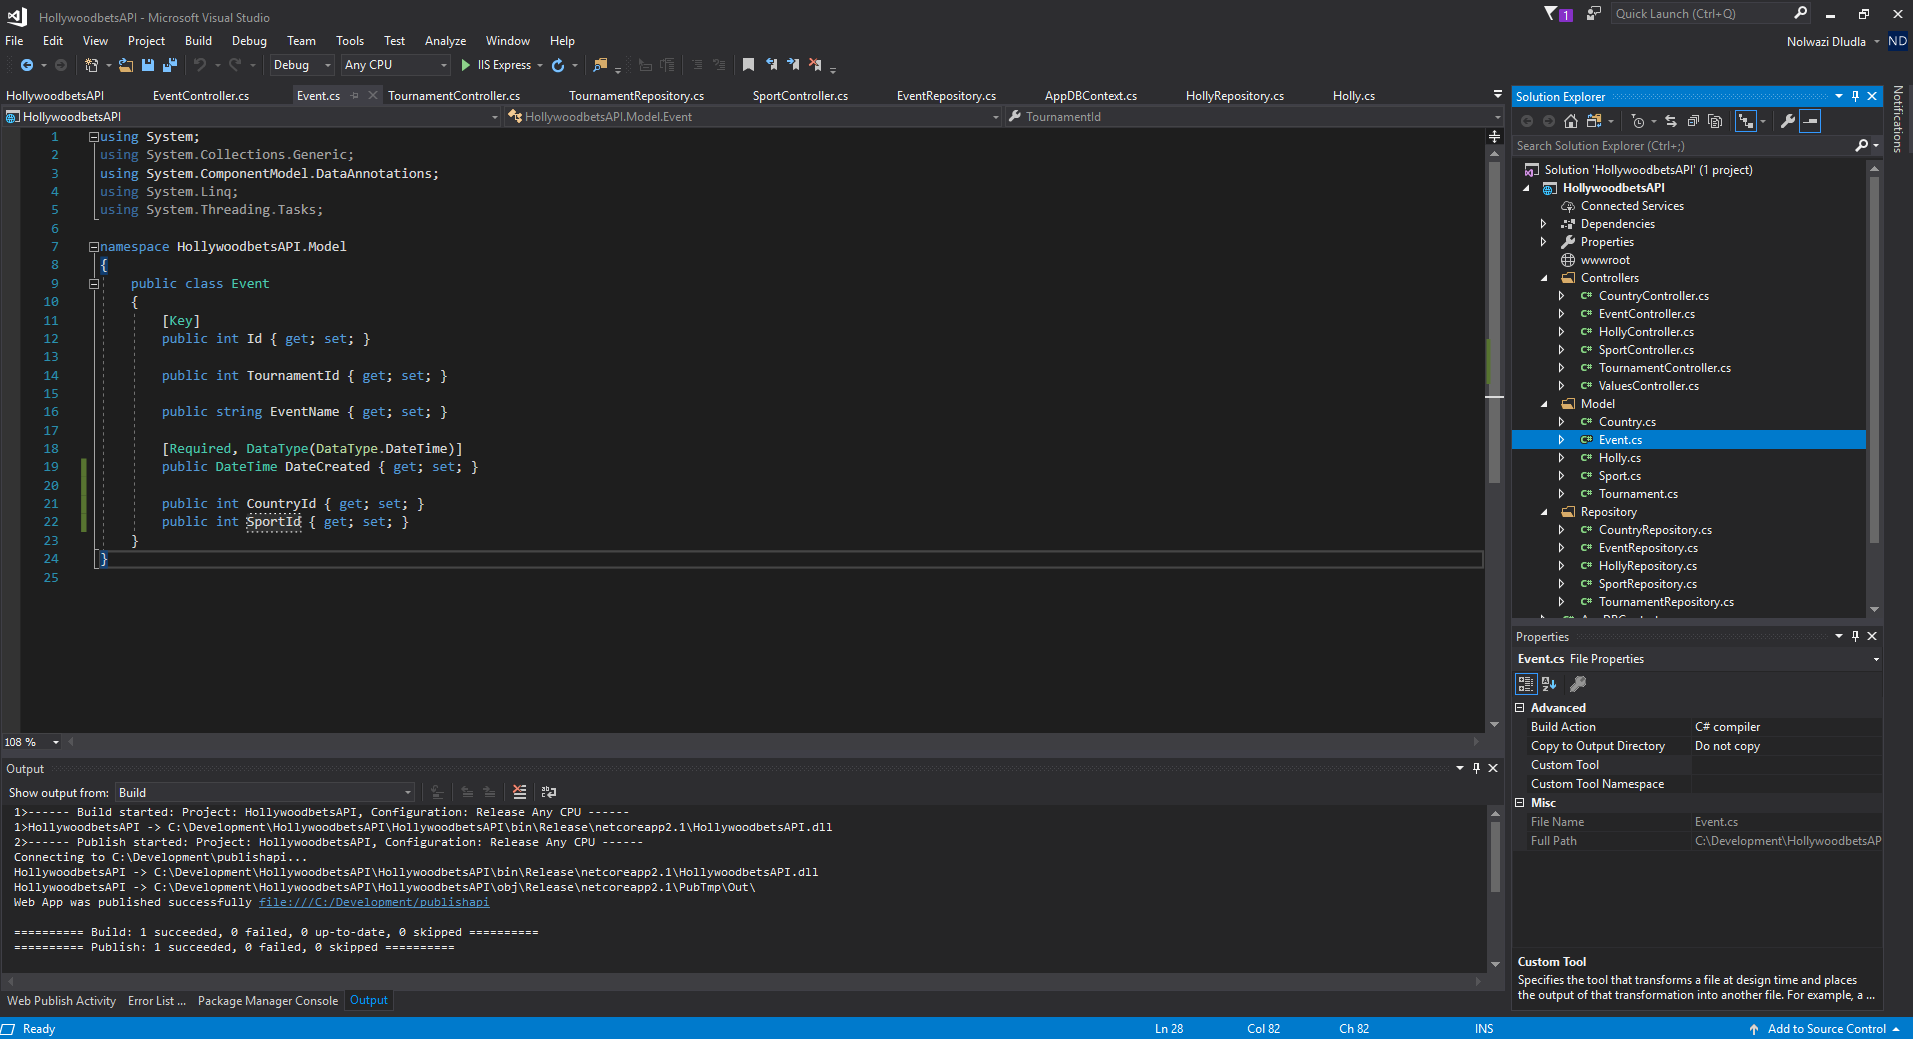 HollywoodbetsAPI - Microsoft Visual Studio
1
Quick Launch (Ctrl+Q)
File Edit View Project Build Debug Team Tools Test Analyze Window Help
Nolwazi Dludla ND
Debug Any CPU IIS Express
HollywoodbetsAPI EventController.cs Event.cs TournamentController.cs TournamentRepository.cs SportController.cs EventRepository.cs AppDBContext.cs HollyRepository.cs Holly.cs
HollywoodbetsAPI HollywoodbetsAPI.Model.Event TournamentId
1 using System;
2 using System.Collections.Generic;
3 using System.ComponentModel.DataAnnotations;
4 using System.Linq;
5 using System.Threading.Tasks;
6
7 namespace HollywoodbetsAPI.Model
8 {
9 public class Event
10 {
11 [Key]
12 public int Id { get; set; }
13
14 public int TournamentId { get; set; }
15
16 public string EventName { get; set; }
17
18 [Required, DataType(DataType.DateTime)]
19 public DateTime DateCreated { get; set; }
20
21 public int CountryId { get; set; }
22 public int SportId { get; set; }
23 }
24 }
25
108 %
Output
Show output from: Build
1>------ Build started: Project: HollywoodbetsAPI, Configuration: Release Any CPU ------
1>HollywoodbetsAPI -> C:\Development\HollywoodbetsAPI\HollywoodbetsAPI\bin\Release\netcoreapp2.1\HollywoodbetsAPI.dll
2>------ Publish started: Project: HollywoodbetsAPI, Configuration: Release Any CPU ------
Connecting to C:\Development\publishapi...
HollywoodbetsAPI -> C:\Development\HollywoodbetsAPI\HollywoodbetsAPI\bin\Release\netcoreapp2.1\HollywoodbetsAPI.dll
HollywoodbetsAPI -> C:\Development\HollywoodbetsAPI\HollywoodbetsAPI\obj\Release\netcoreapp2.1\PubTmp\Out\
Web App was published successfully file:///C:/Development/publishapi
========== Build: 1 succeeded, 0 failed, 0 up-to-date, 0 skipped ==========
========== Publish: 1 succeeded, 0 failed, 0 skipped ==========
Web Publish Activity Error List ... Package Manager Console Output
Solution Explorer
Search Solution Explorer (Ctrl+;)
Solution 'HollywoodbetsAPI' (1 project)
HollywoodbetsAPI
Connected Services
Dependencies
Properties
wwwroot
Controllers
C# CountryController.cs
C# EventController.cs
C# HollyController.cs
C# SportController.cs
C# TournamentController.cs
C# ValuesController.cs
Model
C# Country.cs
C# Event.cs
C# Holly.cs
C# Sport.cs
C# Tournament.cs
Repository
C# CountryRepository.cs
C# EventRepository.cs
C# HollyRepository.cs
C# SportRepository.cs
C# TournamentRepository.cs
Notifications
Properties
Event.cs File Properties
Advanced
Build Action C# compiler
Copy to Output Directory Do not copy
Custom Tool
Custom Tool Namespace
Misc
File Name Event.cs
Full Path C:\Development\HollywoodbetsAP
Custom Tool
Specifies the tool that transforms a file at design time and places
the output of that transformation into another file. For example, a ...
Ready Ln 28 Col 82 Ch 82 INS Add to Source Control